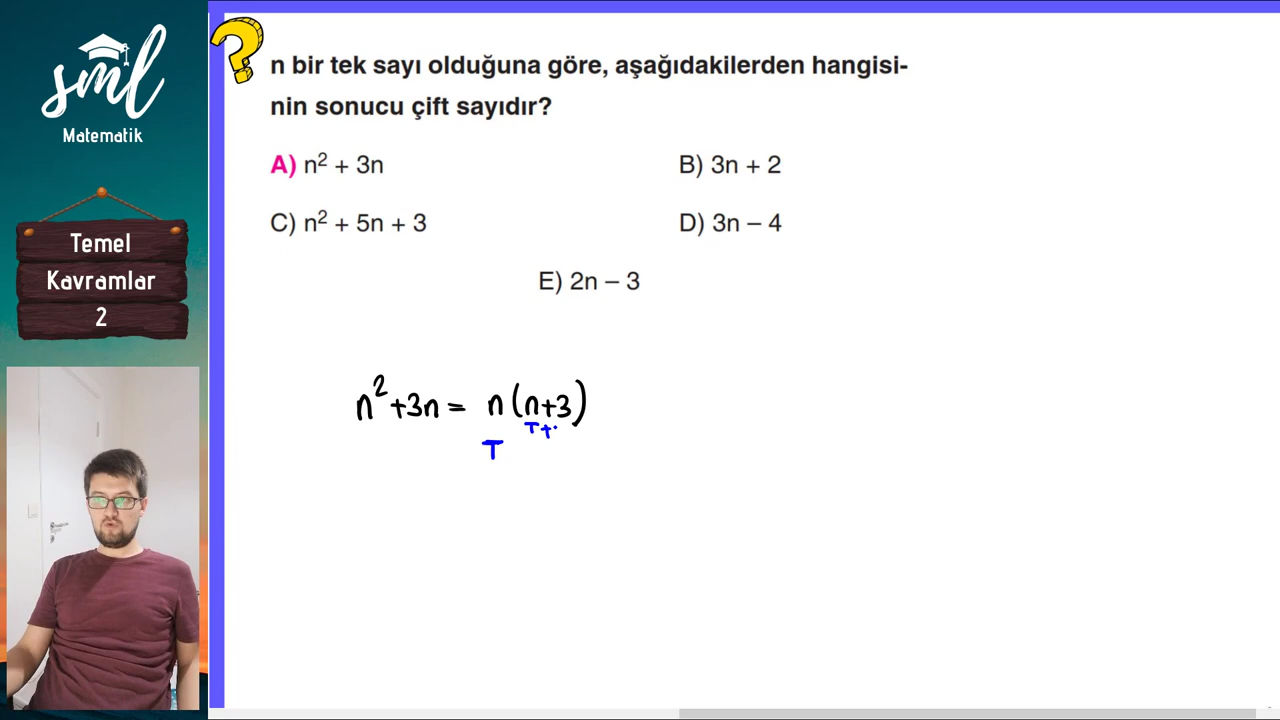 sml
Matematik
Temel
Kavramlar
2
?
n bir tek sayı olduğuna göre, aşağıdakilerden hangisi-
nin sonucu çift sayıdır?
A) n² + 3n
B) 3n + 2
C) n² + 5n + 3
D) 3n – 4
E) 2n – 3
n²+3n = n(n+3)
T+
T